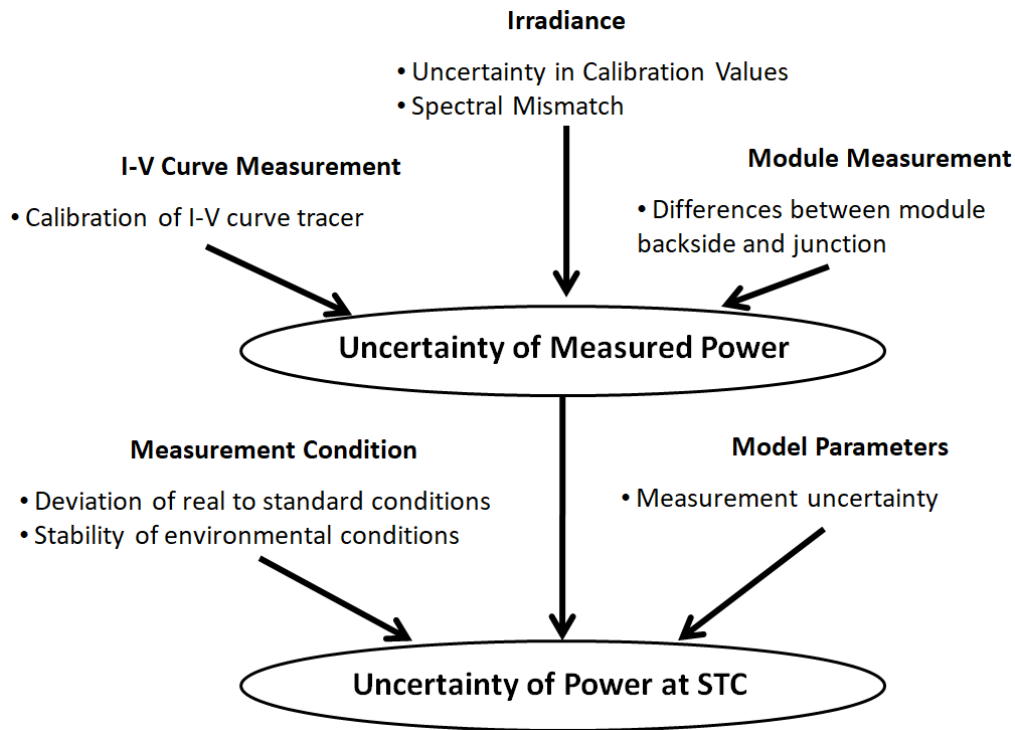 Irradiance
• Uncertainty in Calibration Values
• Spectral Mismatch
I-V Curve Measurement
• Calibration of I-V curve tracer
Module Measurement
• Differences between module
backside and junction
Uncertainty of Measured Power
Measurement Condition
• Deviation of real to standard conditions
• Stability of environmental conditions
Model Parameters
• Measurement uncertainty
Uncertainty of Power at STC